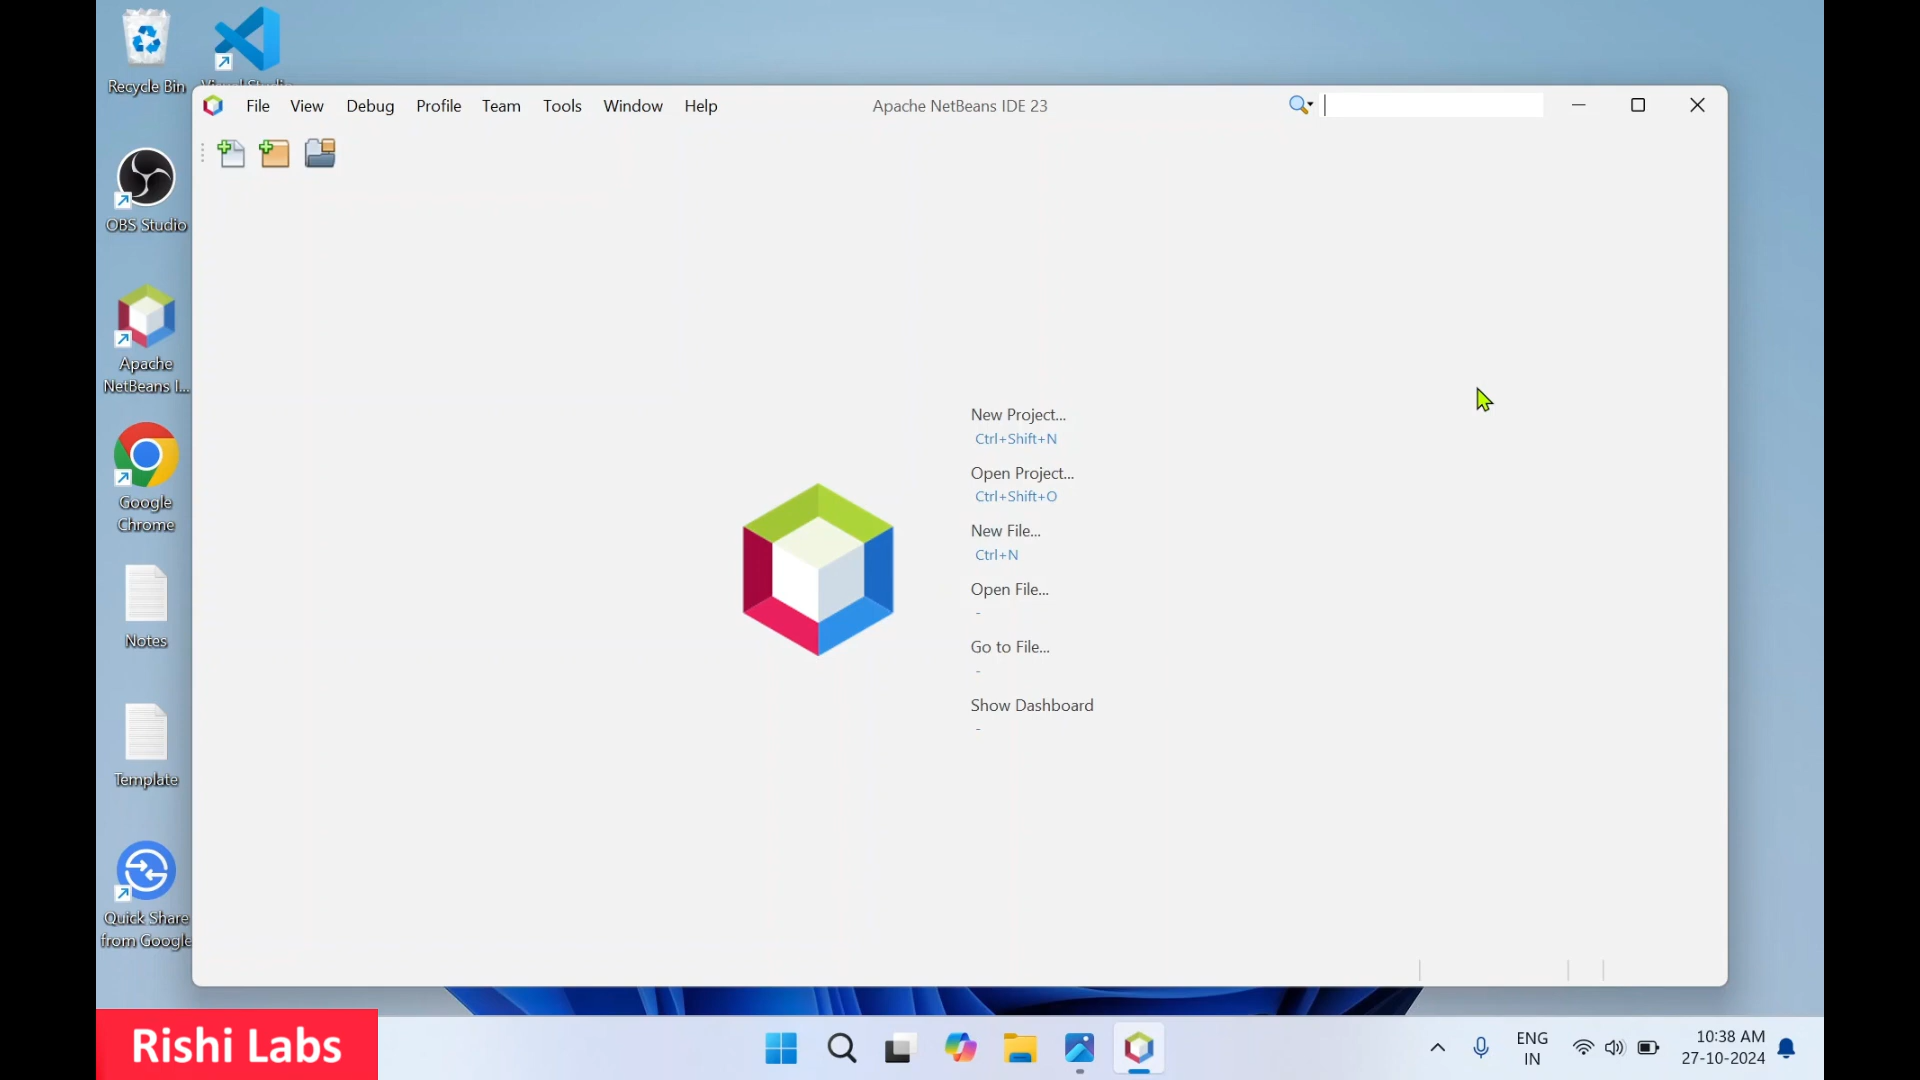 Recycle Bin
File View Debug Profile Team Tools Window Help
Apache NetBeans IDE 23
OBS Studio
Apache
NetBeans I...
Google
Chrome
Notes
Template
Quick Share
from Google
New Project...
Ctrl+Shift+N
Open Project...
Ctrl+Shift+O
New File...
Ctrl+N
Open File...
-
Go to File...
-
Show Dashboard
-
Rishi Labs
ENG
IN
10:38 AM
27-10-2024